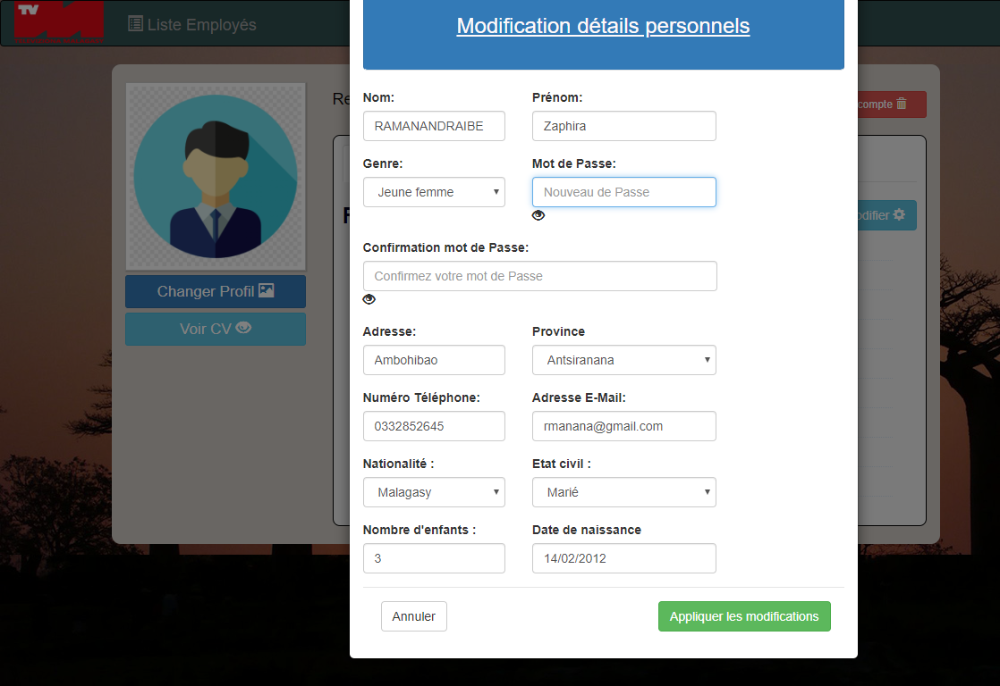 TV
Liste Employés
Modification détails personnels
Re
compte
Nom:
Prénom:
RAMANANDRAIBE
Zaphira
Genre:
Mot de Passe:
Jeune femme
Nouveau de Passe
odifier
Confirmation mot de Passe:
Confirmez votre mot de Passe
Changer Profil
Voir CV
Adresse:
Province
Ambohibao
Antsiranana
Numéro Téléphone:
Adresse E-Mail:
0332852645
rmanana@gmail.com
Nationalité :
Etat civil :
Malagasy
Marié
Nombre d'enfants :
Date de naissance
3
14/02/2012
Annuler
Appliquer les modifications